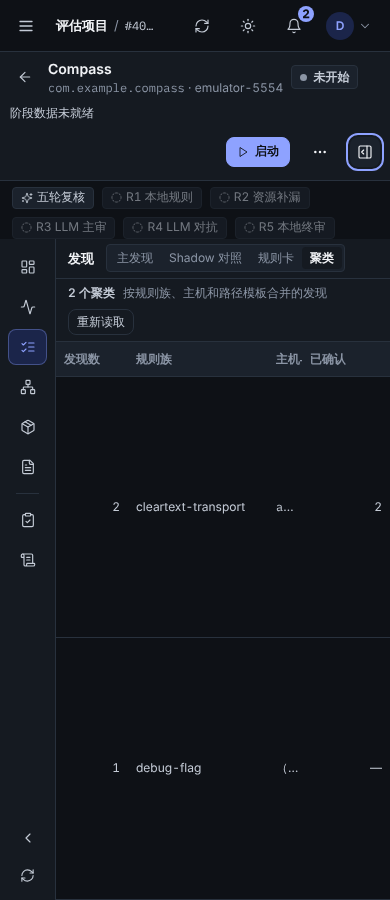 评估项目 / #40…
2
D
Compass
com.example.compass · emulator-5554
未开始
阶段数据未就绪
启动
五轮复核
R1 本地规则
R2 资源补漏
R3 LLM 主审
R4 LLM 对抗
R5 本地终审
发现
主发现
Shadow 对照
规则卡
聚类
2 个聚类 按规则族、主机和路径模板合并的发现
重新读取
发现数 规则族 主机· 已确认
2 cleartext-transport a… 2
1 debug-flag (… —